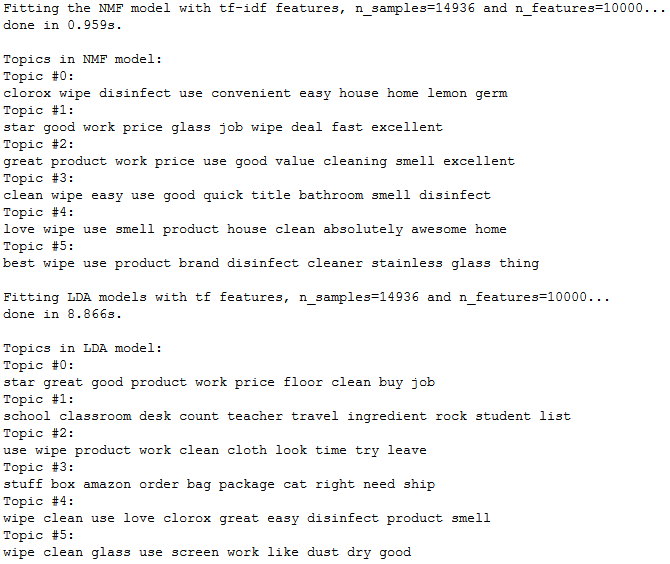 Fitting the NMF model with tf-idf features, n_samples=14936 and n_features=10000...
done in 0.959s.

Topics in NMF model:
Topic #0:
clorox wipe disinfect use convenient easy house home lemon germ
Topic #1:
star good work price glass job wipe deal fast excellent
Topic #2:
great product work price use good value cleaning smell excellent
Topic #3:
clean wipe easy use good quick title bathroom smell disinfect
Topic #4:
love wipe use smell product house clean absolutely awesome home
Topic #5:
best wipe use product brand disinfect cleaner stainless glass thing

Fitting LDA models with tf features, n_samples=14936 and n_features=10000...
done in 8.866s.

Topics in LDA model:
Topic #0:
star great good product work price floor clean buy job
Topic #1:
school classroom desk count teacher travel ingredient rock student list
Topic #2:
use wipe product work clean cloth look time try leave
Topic #3:
stuff box amazon order bag package cat right need ship
Topic #4:
wipe clean use love clorox great easy disinfect product smell
Topic #5:
wipe clean glass use screen work like dust dry good